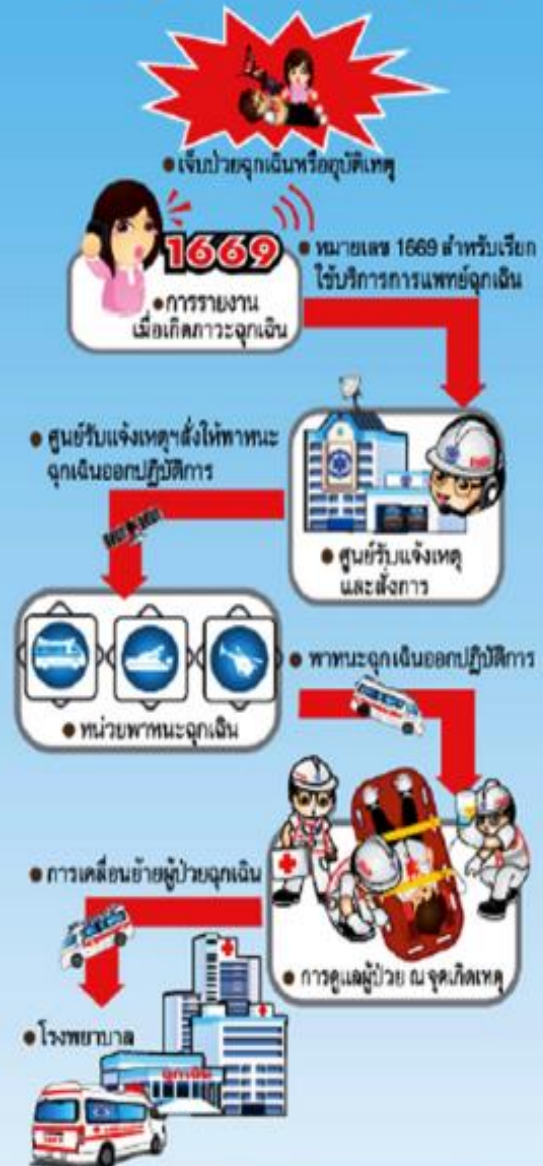 ● เจ็บป่วยฉุกเฉินหรืออุบัติเหตุ
1669
● หมายเลข 1669 สำหรับเรียก
ใช้บริการการแพทย์ฉุกเฉิน
● การรายงาน
เมื่อเกิดภาวะฉุกเฉิน
● ศูนย์รับแจ้งเหตุฯสั่งให้พาหนะ
ฉุกเฉินออกปฏิบัติการ
● ศูนย์รับแจ้งเหตุ
และสั่งการ
● พาหนะฉุกเฉินออกปฏิบัติการ
● หน่วยพาหนะฉุกเฉิน
● การเคลื่อนย้ายผู้ป่วยฉุกเฉิน
● การดูแลผู้ป่วย ณ จุดเกิดเหตุ
● โรงพยาบาล
ฉุกเฉิน